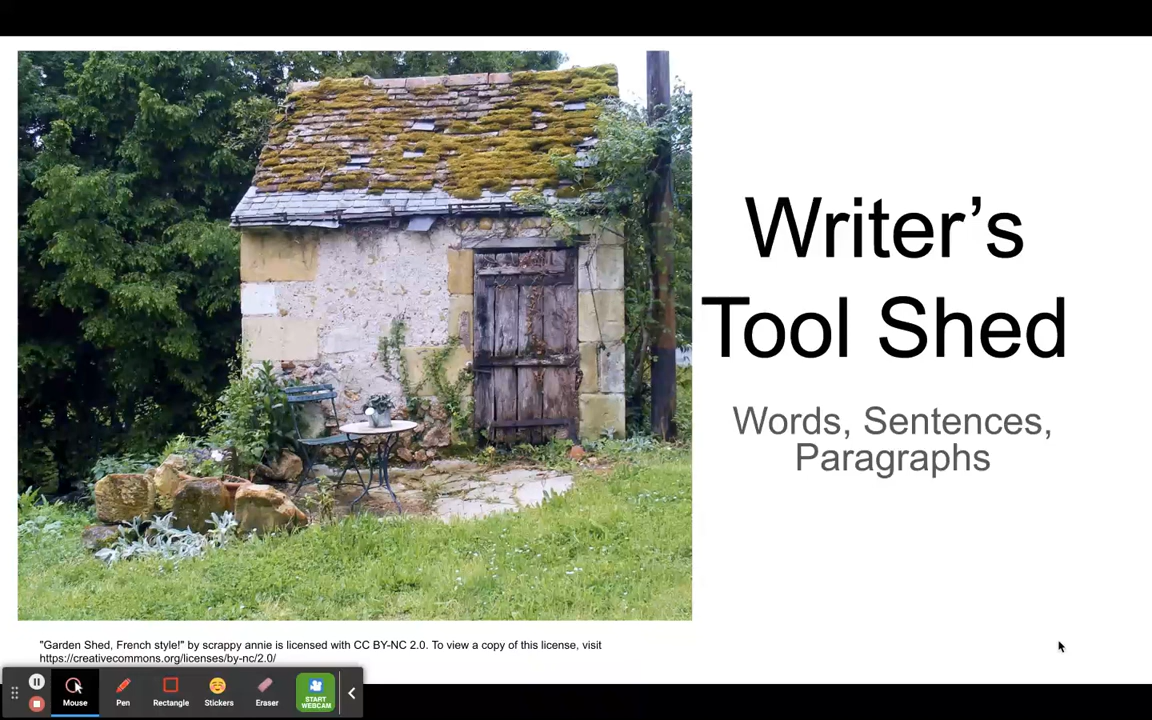 Writer’s
Tool Shed
Words, Sentences,
Paragraphs
"Garden Shed, French style!" by scrappy annie is licensed with CC BY-NC 2.0. To view a copy of this license, visit
https://creativecommons.org/licenses/by-nc/2.0/
Mouse
Pen
Rectangle
Stickers
Eraser
START
WEBCAM